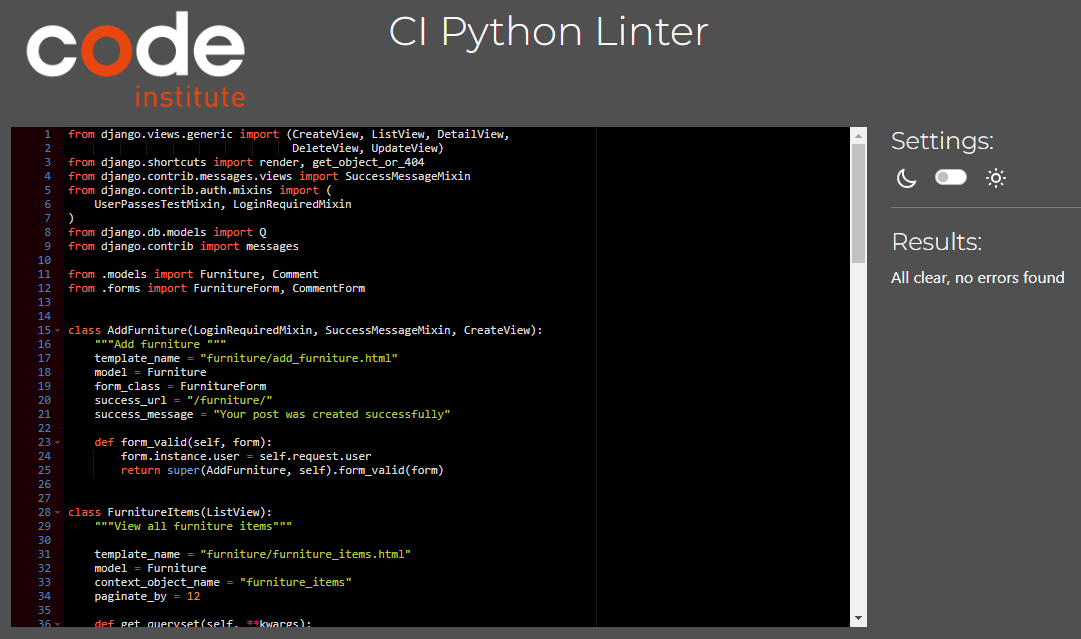 code
institute
CI Python Linter
1 from django.views.generic import (CreateView, ListView, DetailView,
2 DeleteView, UpdateView)
3 from django.shortcuts import render, get_object_or_404
4 from django.contrib.messages.views import SuccessMessageMixin
5 from django.contrib.auth.mixins import (
6 UserPassesTestMixin, LoginRequiredMixin
7 )
8 from django.db.models import Q
9 from django.contrib import messages
10
11 from .models import Furniture, Comment
12 from .forms import FurnitureForm, CommentForm
13
14
15 class AddFurniture(LoginRequiredMixin, SuccessMessageMixin, CreateView):
16 """Add furniture """
17 template_name = "furniture/add_furniture.html"
18 model = Furniture
19 form_class = FurnitureForm
20 success_url = "/furniture/"
21 success_message = "Your post was created successfully"
22
23 def form_valid(self, form):
24 form.instance.user = self.request.user
25 return super(AddFurniture, self).form_valid(form)
26
27
28 class FurnitureItems(ListView):
29 """View all furniture items"""
30
31 template_name = "furniture/furniture_items.html"
32 model = Furniture
33 context_object_name = "furniture_items"
34 paginate_by = 12
35
36 def get_queryset(self, **kwargs):
Settings:
Results:
All clear, no errors found